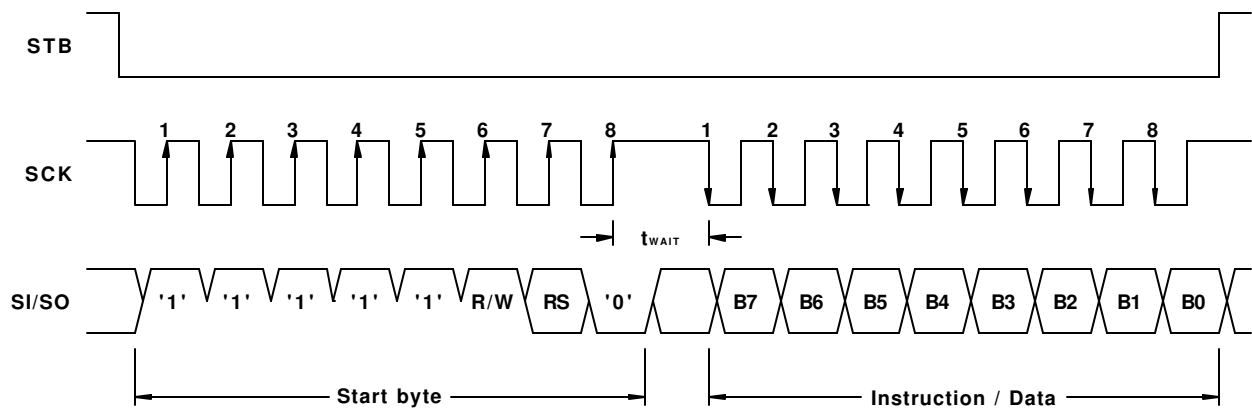 STB
1 2 3 4 5 6 7 8 1 2 3 4 5 6 7 8
SCK
tWAIT
SI/SO '1' '1' '1' '1' '1' R/W RS '0' B7 B6 B5 B4 B3 B2 B1 B0
Start byte Instruction / Data